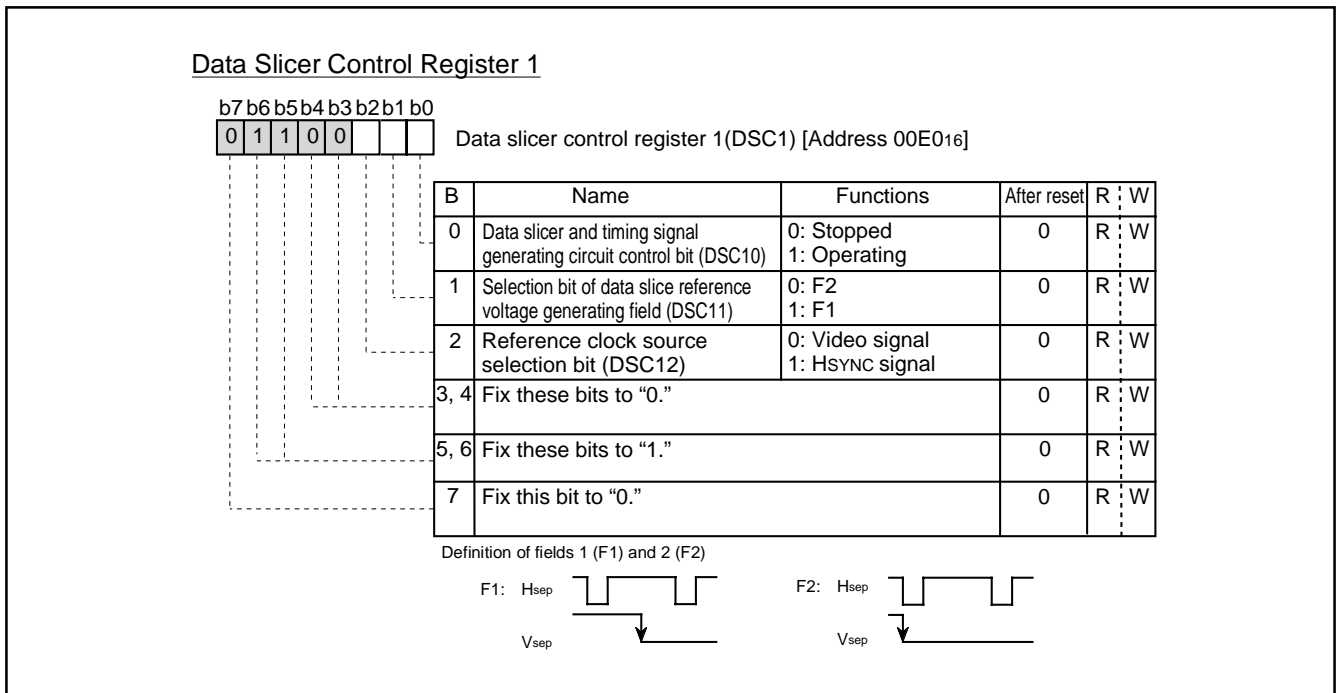 Data Slicer Control Register 1
b7 b6 b5 b4 b3 b2 b1 b0
0 1 1 0 0
Data slicer control register 1(DSC1) [Address 00E016]
B Name Functions After reset R W
0 Data slicer and timing signal generating circuit control bit (DSC10) 0: Stopped 1: Operating 0 R W
1 Selection bit of data slice reference voltage generating field (DSC11) 0: F2 1: F1 0 R W
2 Reference clock source selection bit (DSC12) 0: Video signal 1: HSYNC signal 0 R W
3, 4 Fix these bits to “0.” 0 R W
5, 6 Fix these bits to “1.” 0 R W
7 Fix this bit to “0.” 0 R W
Definition of fields 1 (F1) and 2 (F2)
F1: Hsep
Vsep
F2: Hsep
Vsep